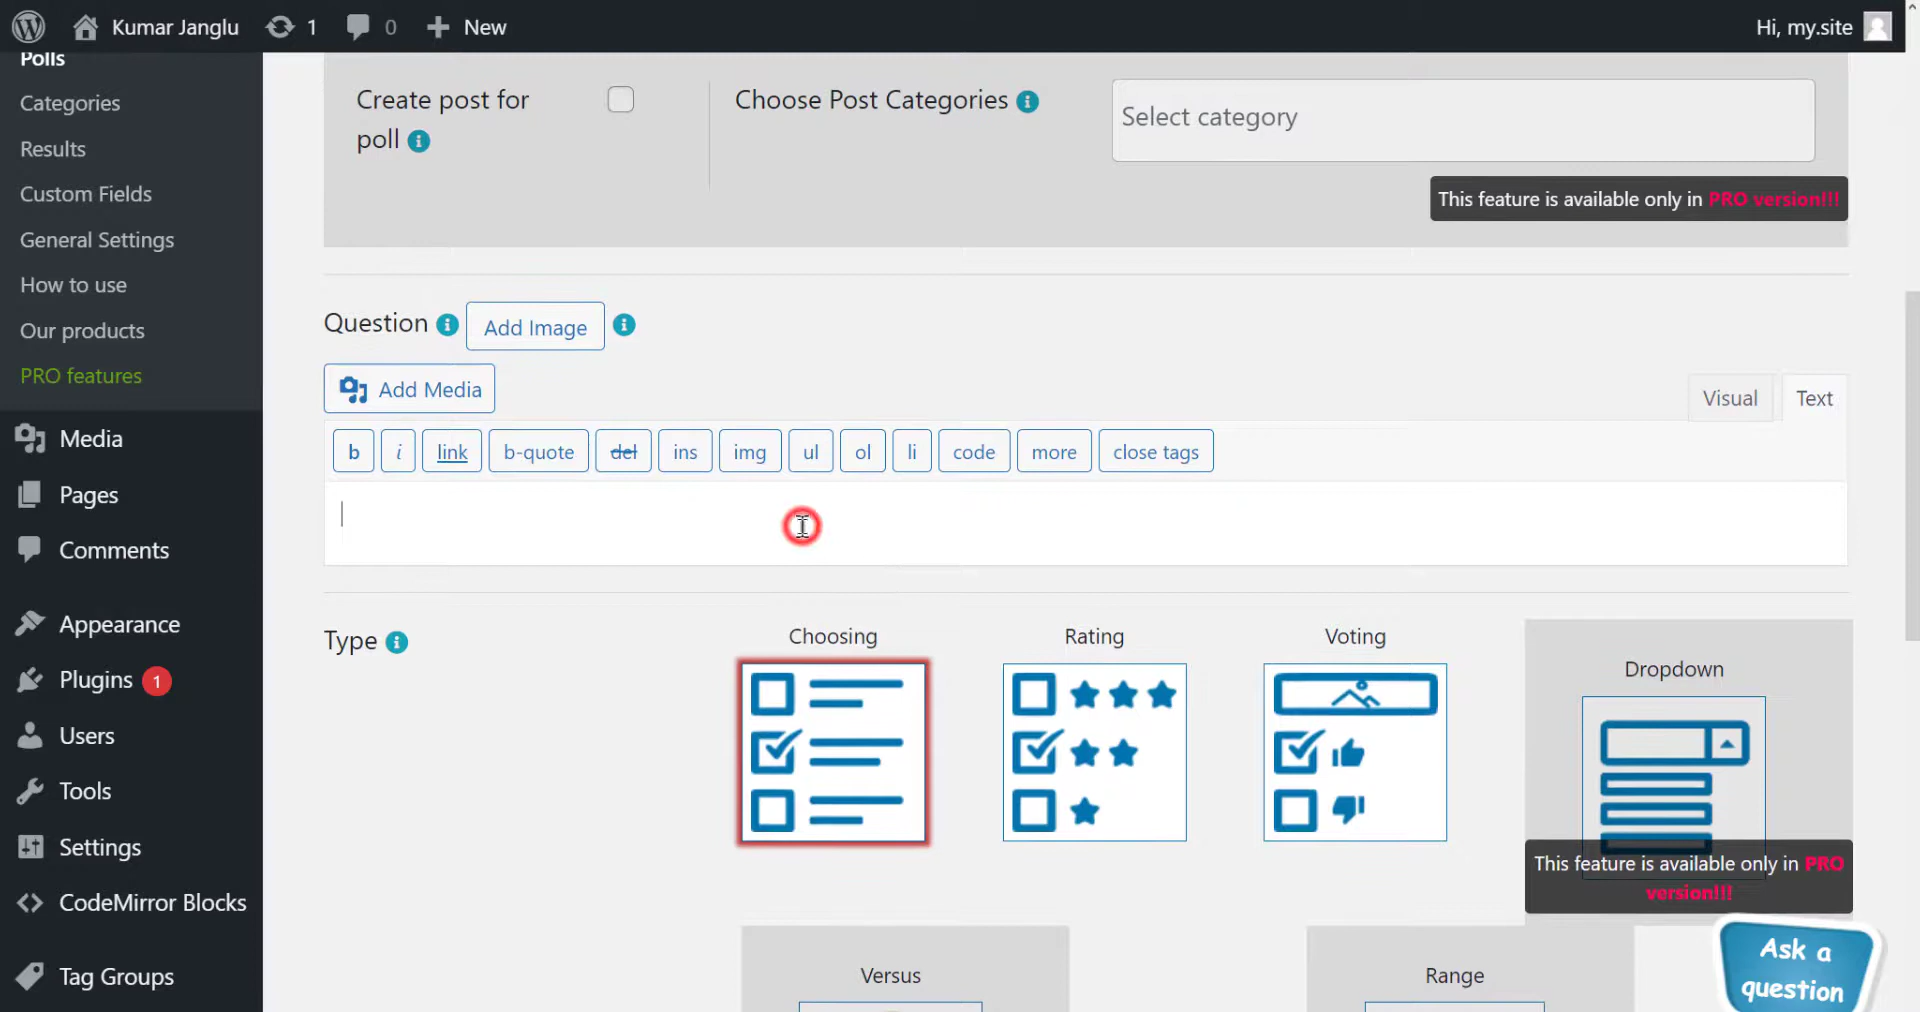 Kumar Janglu
1
0
New
Hi, my.site
Polls
Categories
Results
Custom Fields
General Settings
How to use
Our products
PRO features
Media
Pages
Comments
Appearance
Plugins 1
Users
Tools
Settings
CodeMirror Blocks
Tag Groups
Create post for
poll
Choose Post Categories
Select category
This feature is available only in PRO version!!!
Question
Add Image
Add Media
Visual
Text
b
i
link
b-quote
del
ins
img
ul
ol
li
code
more
close tags
Type
Choosing
Rating
Voting
Dropdown
This feature is available only in PRO
version!!!
Versus
Range
Ask a
question